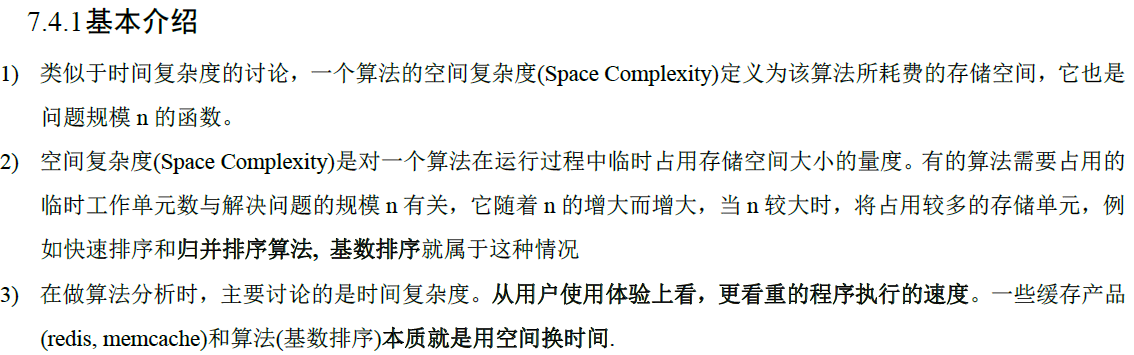 7.4.1基本介绍
1) 类似于时间复杂度的讨论，一个算法的空间复杂度(Space Complexity)定义为该算法所耗费的存储空间，它也是
问题规模 n 的函数。
2) 空间复杂度(Space Complexity)是对一个算法在运行过程中临时占用存储空间大小的量度。有的算法需要占用的
临时工作单元数与解决问题的规模 n 有关，它随着 n 的增大而增大，当 n 较大时，将占用较多的存储单元，例
如快速排序和归并排序算法, 基数排序就属于这种情况
3) 在做算法分析时，主要讨论的是时间复杂度。从用户使用体验上看，更看重的程序执行的速度。一些缓存产品
(redis, memcache)和算法(基数排序)本质就是用空间换时间.